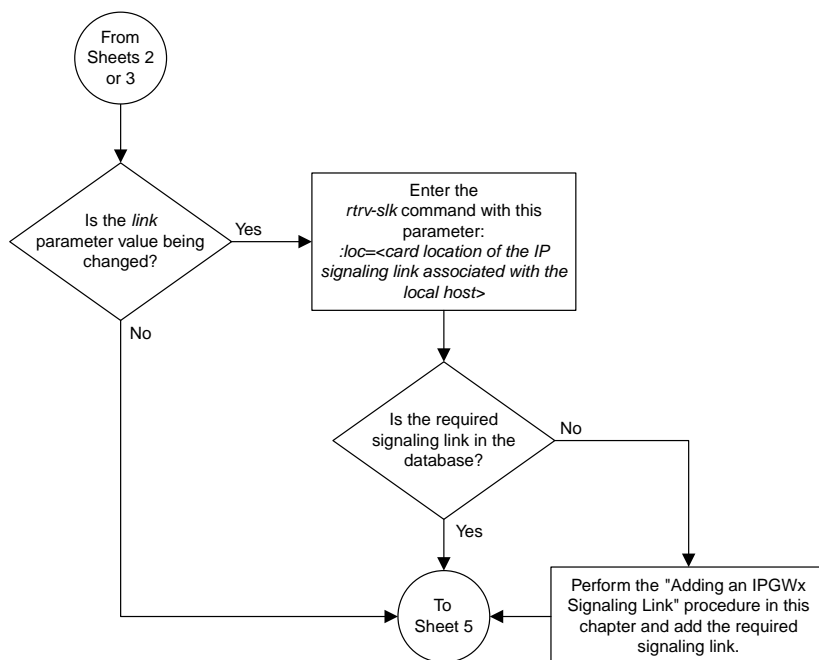 From
Sheets 2
or 3
Is the link
parameter value being
changed?
Yes
Enter the
rtrv-slk command with this
parameter:
:loc=<card location of the IP
signaling link associated with the
local host>
No
Is the required
signaling link in the
database?
No
Yes
To
Sheet 5
Perform the "Adding an IPGWx
Signaling Link" procedure in this
chapter and add the required
signaling link.